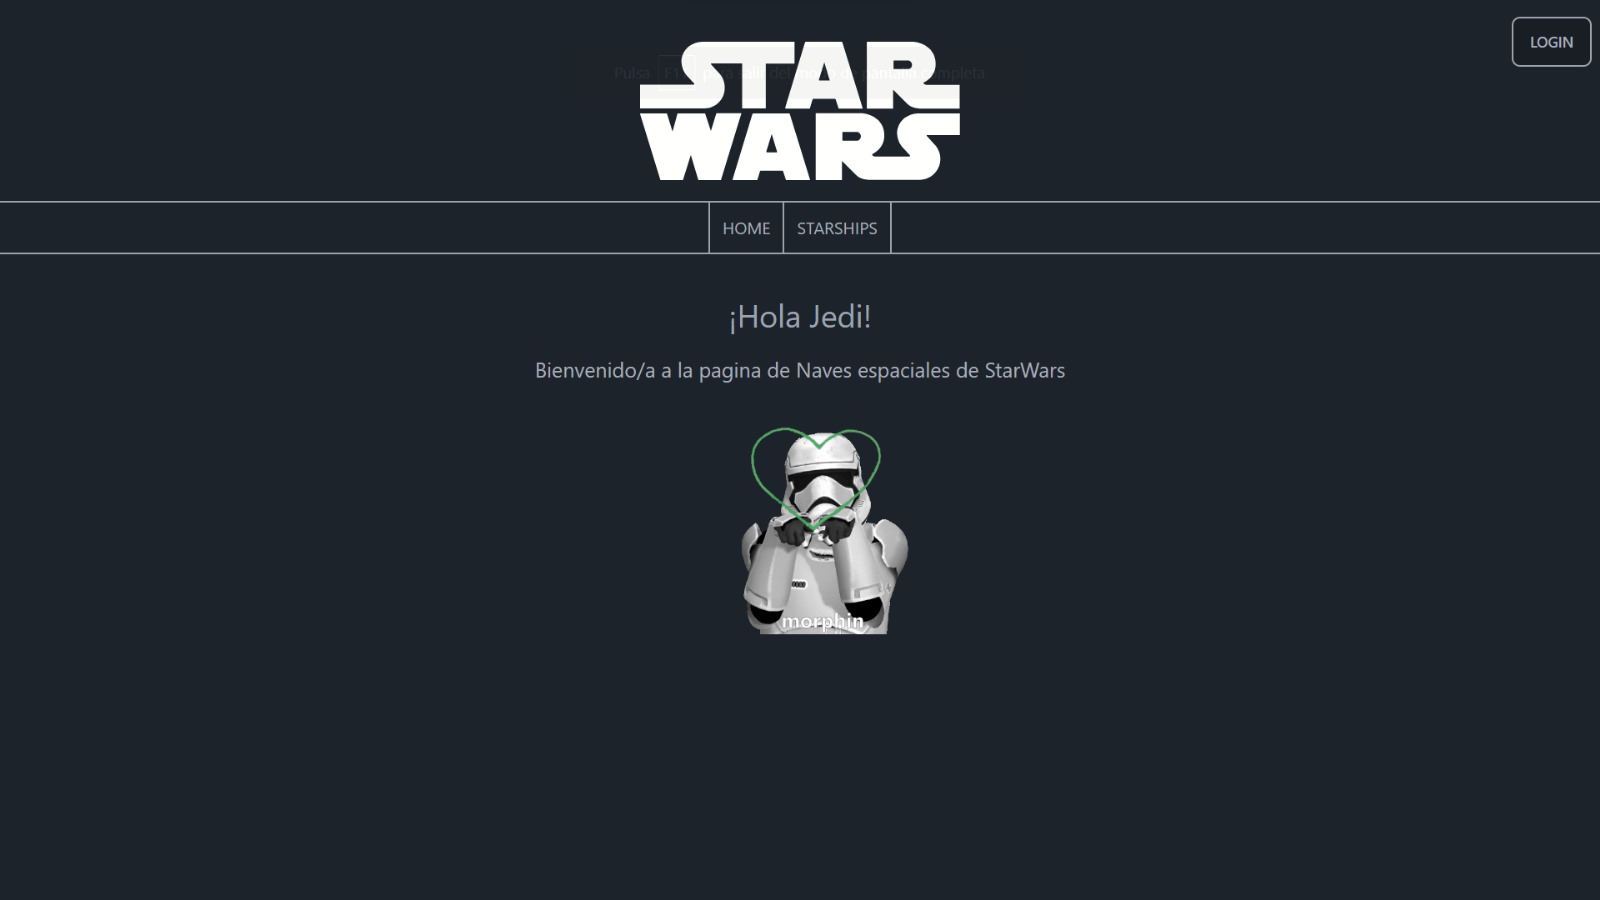 LOGIN
Pulsa F11 para salir del modo de pantalla completa
STAR
WARS
HOME STARSHIPS
¡Hola Jedi!
Bienvenido/a a la pagina de Naves espaciales de StarWars
morphin